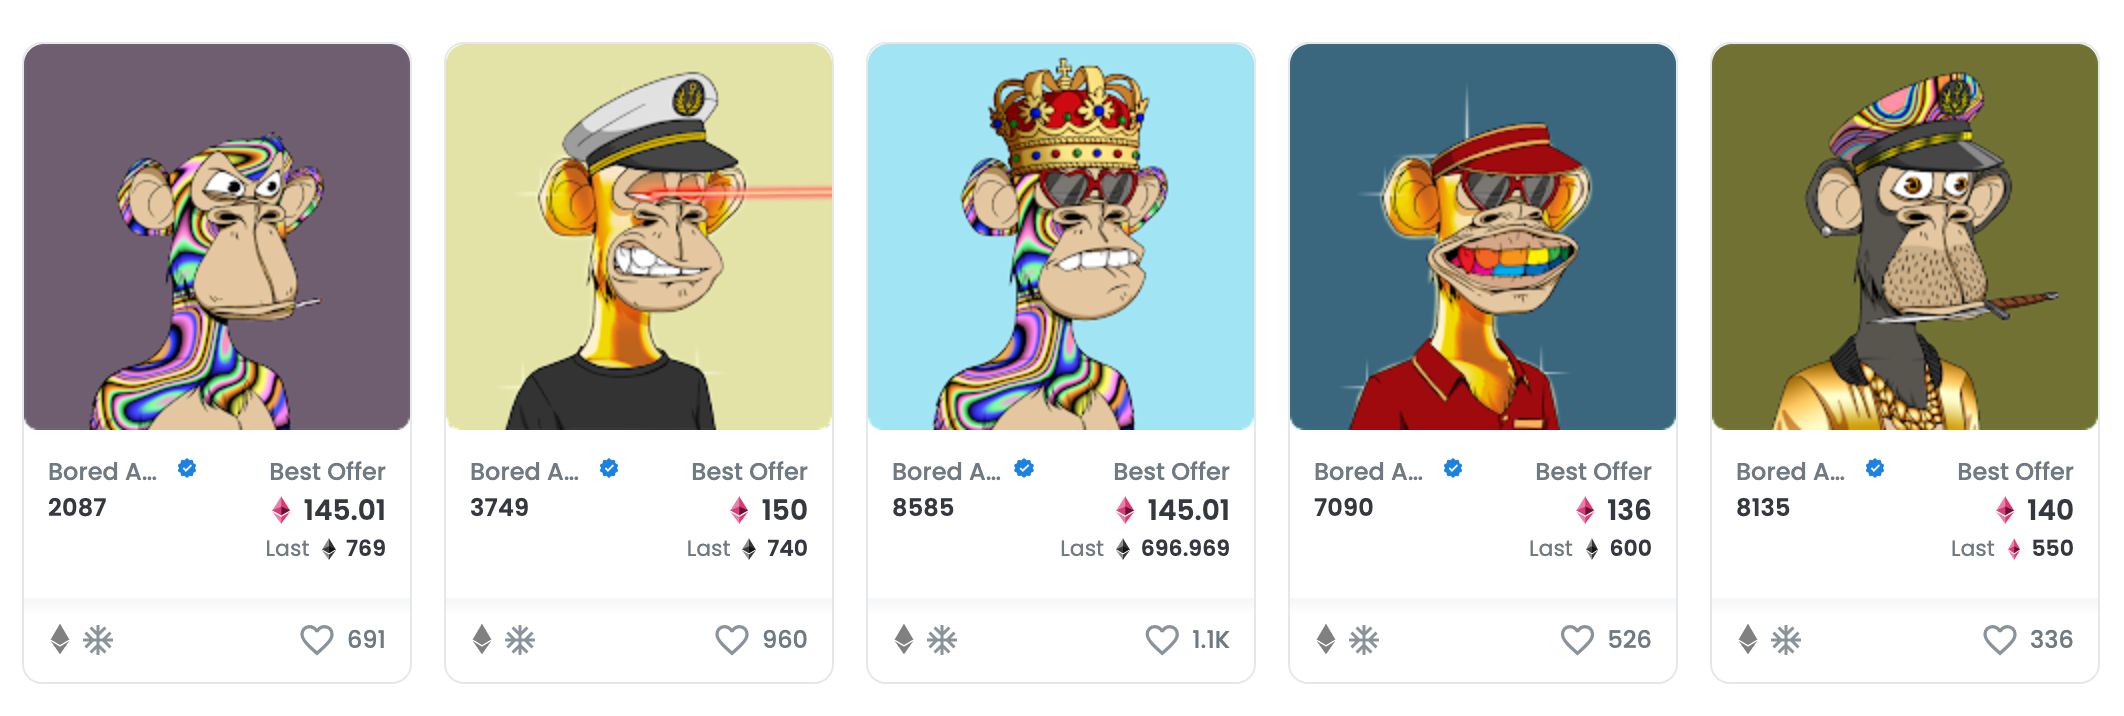 Bored A... Best Offer
2087 145.01
Last 769
691
Bored A... Best Offer
3749 150
Last 740
960
Bored A... Best Offer
8585 145.01
Last 696.969
1.1K
Bored A... Best Offer
7090 136
Last 600
526
Bored A... Best Offer
8135 140
Last 550
336